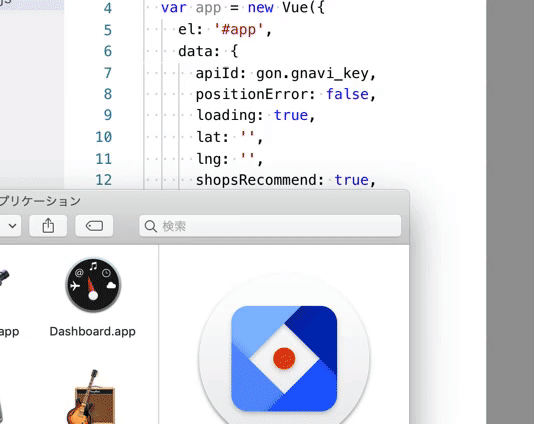 4 var app = new Vue({
5 el: '#app',
6 data: {
7 apiId: gon.gnavi_key,
8 positionError: false,
9 loading: true,
10 lat: '',
11 lng: '',
12 shopsRecommend: true,
プリケーション
検索
app
Dashboard.app